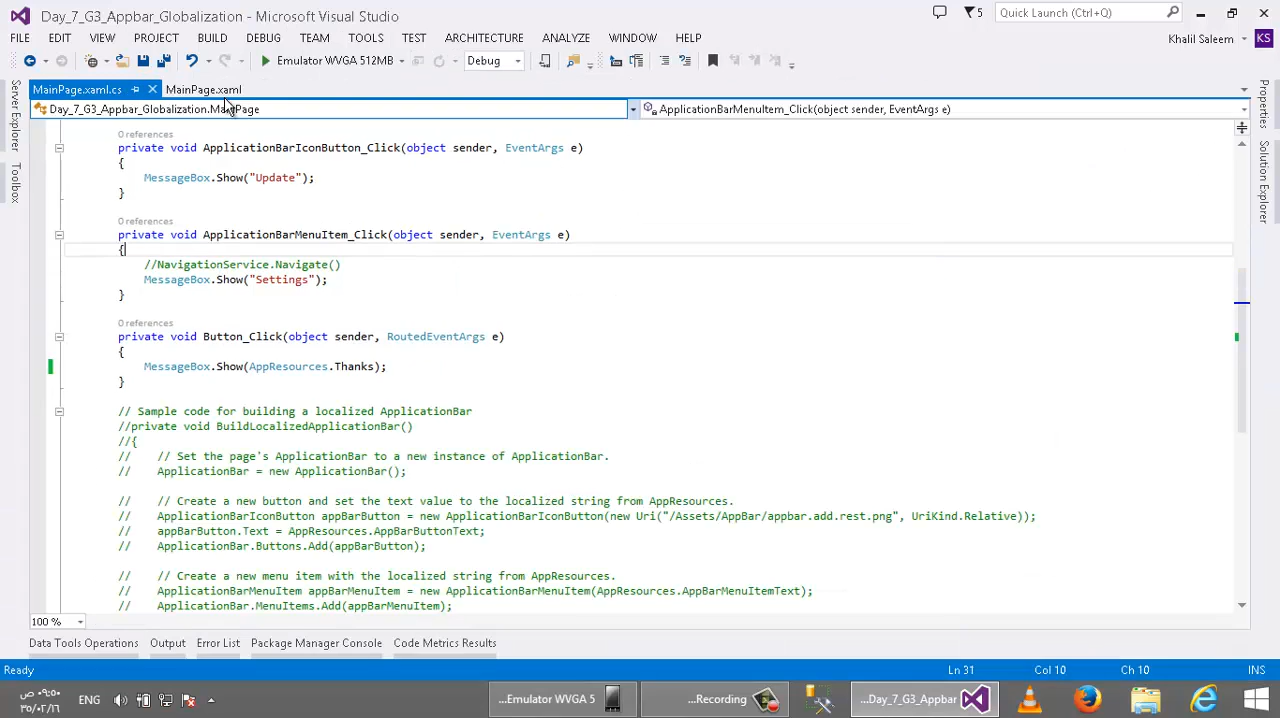 Day_7_G3_Appbar_Globalization - Microsoft Visual Studio
5
Quick Launch (Ctrl+Q)
FILE EDIT VIEW PROJECT BUILD DEBUG TEAM TOOLS TEST ARCHITECTURE ANALYZE WINDOW HELP
Khalil Saleem KS
Emulator WVGA 512MB Debug
MainPage.xaml.cs MainPage.xaml
Day_7_G3_Appbar_Globalization.MainPage ApplicationBarMenuItem_Click(object sender, EventArgs e)
Server Explorer
Toolbox
Properties
Solution Explorer
0 references
private void ApplicationBarIconButton_Click(object sender, EventArgs e)
{
MessageBox.Show("Update");
}
0 references
private void ApplicationBarMenuItem_Click(object sender, EventArgs e)
{
//NavigationService.Navigate()
MessageBox.Show("Settings");
}
0 references
private void Button_Click(object sender, RoutedEventArgs e)
{
MessageBox.Show(AppResources.Thanks);
}
// Sample code for building a localized ApplicationBar
//private void BuildLocalizedApplicationBar()
//{
// // Set the page's ApplicationBar to a new instance of ApplicationBar.
// ApplicationBar = new ApplicationBar();
// // Create a new button and set the text value to the localized string from AppResources.
// ApplicationBarIconButton appBarButton = new ApplicationBarIconButton(new Uri("/Assets/AppBar/appbar.add.rest.png", UriKind.Relative));
// appBarButton.Text = AppResources.AppBarButtonText;
// ApplicationBar.Buttons.Add(appBarButton);
// // Create a new menu item with the localized string from AppResources.
// ApplicationBarMenuItem appBarMenuItem = new ApplicationBarMenuItem(AppResources.AppBarMenuItemText);
// ApplicationBar.MenuItems.Add(appBarMenuItem);
100 %
Data Tools Operations Output Error List Package Manager Console Code Metrics Results
Ready Ln 31 Col 10 Ch 10 INS
ENG
...Emulator WVGA 5 ...Recording ...Day_7_G3_Appbar